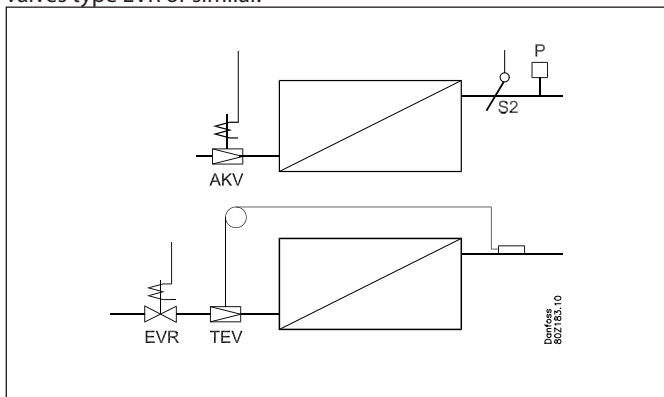 valves type EVR or similar.
P
S2
AKV
EVR TEV
Danfoss
80Z183.10